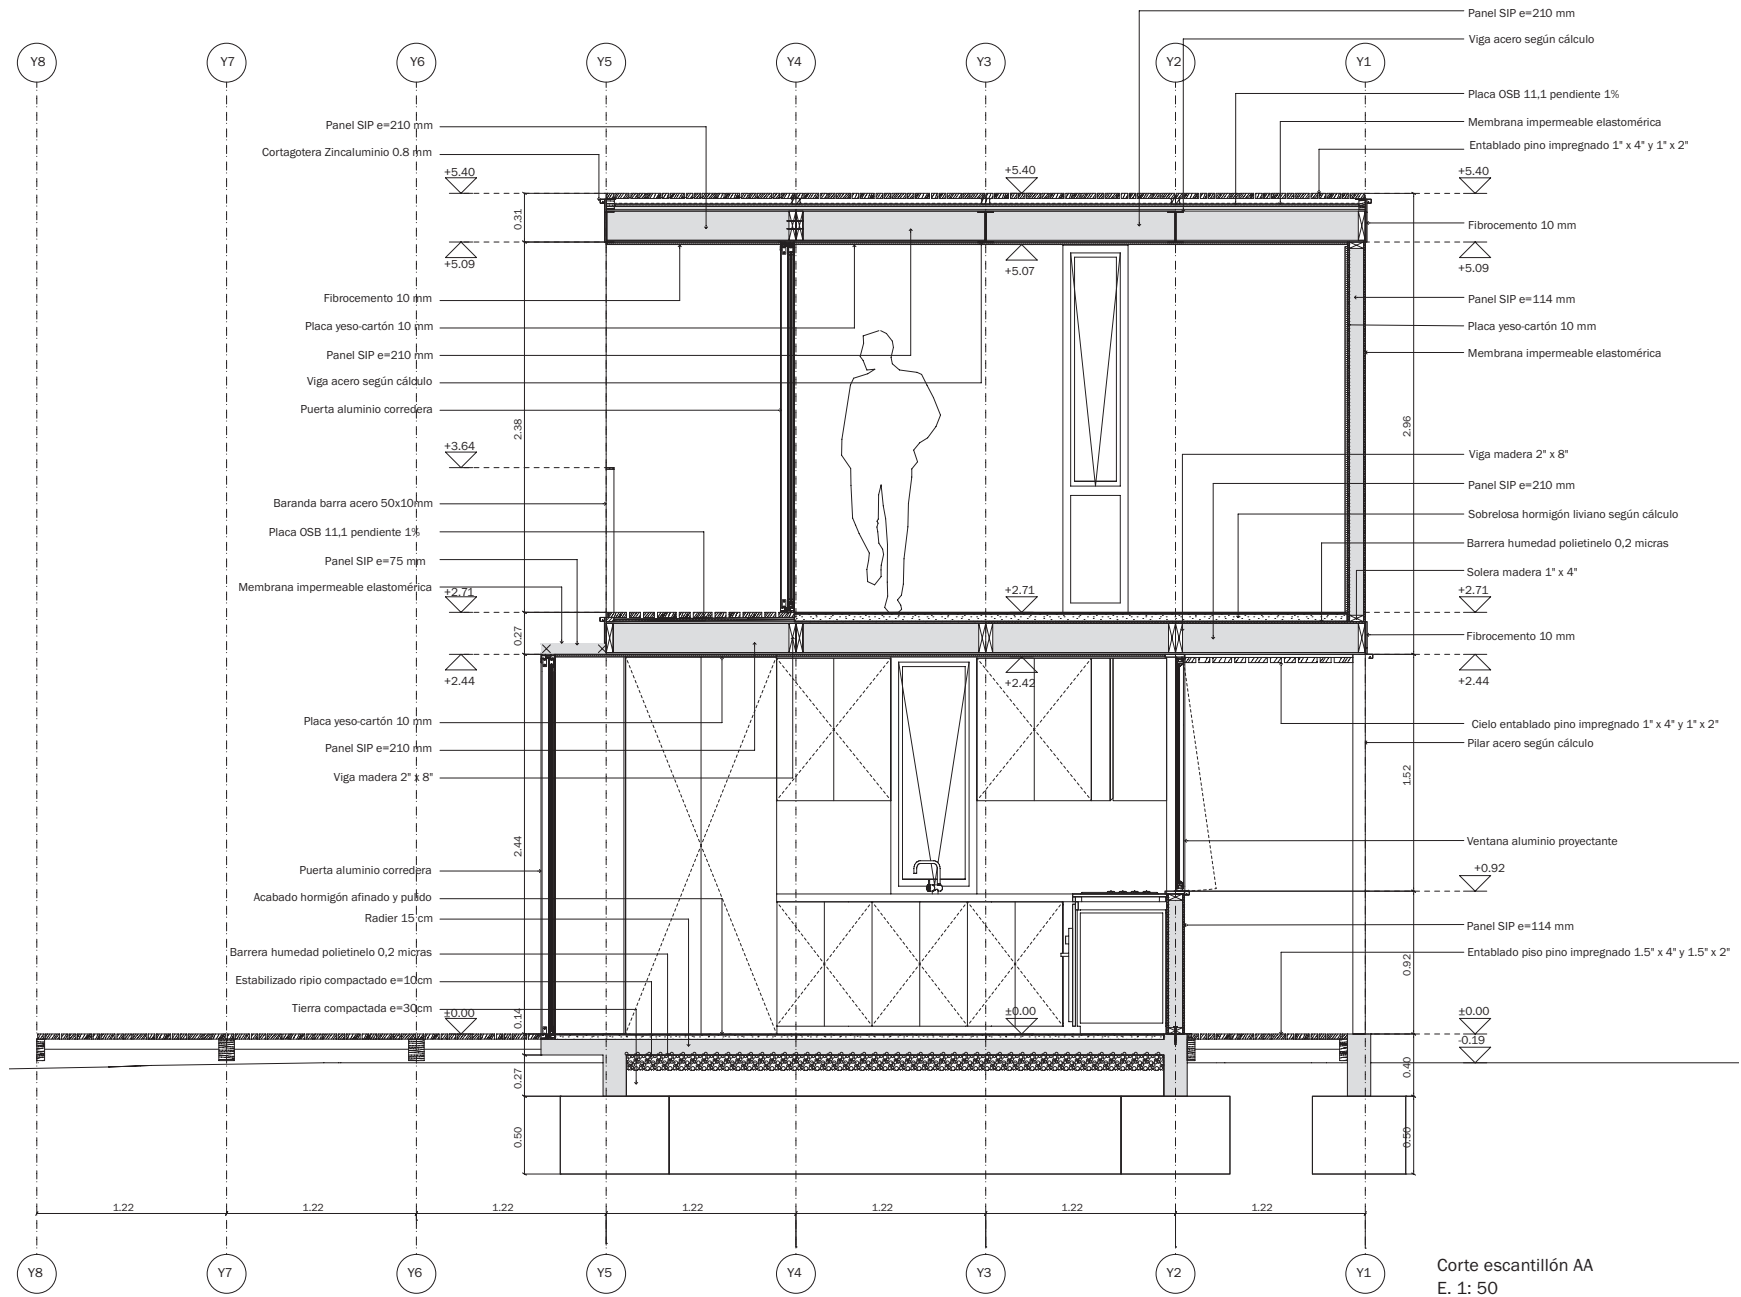 Panel SIP e=210 mm
Viga acero según cálculo
Y8
Y7
Y6
Y5
Y4
Y3
Y2
Y1
Placa OSB 11,1 pendiente 1%
Membrana impermeable elastomérica
Entablado pino impregnado 1" x 4" y 1" x 2"
Panel SIP e=210 mm
Cortagotera Zincaluminio 0.8 mm
+5.40
+5.40
+5.40
0.31
Fibrocemento 10 mm
+5.09
+5.07
+5.09
Fibrocemento 10 mm
Placa yeso-cartón 10 mm
Panel SIP e=210 mm
Viga acero según cálculo
Puerta aluminio corredera
Panel SIP e=114 mm
Placa yeso-cartón 10 mm
Membrana impermeable elastomérica
2.38
2.96
+3.64
Viga madera 2" x 8"
Panel SIP e=210 mm
Sobrelosa hormigón liviano según cálculo
Barrera humedad polietinelo 0,2 micras
Solera madera 1" x 4"
Baranda barra acero 50x10mm
Placa OSB 11,1 pendiente 1%
Panel SIP e=75 mm
Membrana impermeable elastomérica
+2.71
+2.71
+2.71
0.27
Fibrocemento 10 mm
+2.44
+2.42
+2.44
Placa yeso-cartón 10 mm
Panel SIP e=210 mm
Viga madera 2" x 8"
Cielo entablado pino impregnado 1" x 4" y 1" x 2"
Pilar acero según cálculo
1.52
2.44
Ventana aluminio proyectante
+0.92
Puerta aluminio corredera
Acabado hormigón afinado y pulido
Radier 15 cm
Barrera humedad polietinelo 0,2 micras
Estabilizado ripio compactado e=10cm
Tierra compactada e=30cm
Panel SIP e=114 mm
Entablado piso pino impregnado 1.5" x 4" y 1.5" x 2"
0.92
±0.00
±0.00
±0.00
0.14
-0.19
0.27
0.40
0.50
0.50
1.22
1.22
1.22
1.22
1.22
1.22
1.22
Y8
Y7
Y6
Y5
Y4
Y3
Y2
Y1
Corte escantillón AA
E. 1: 50